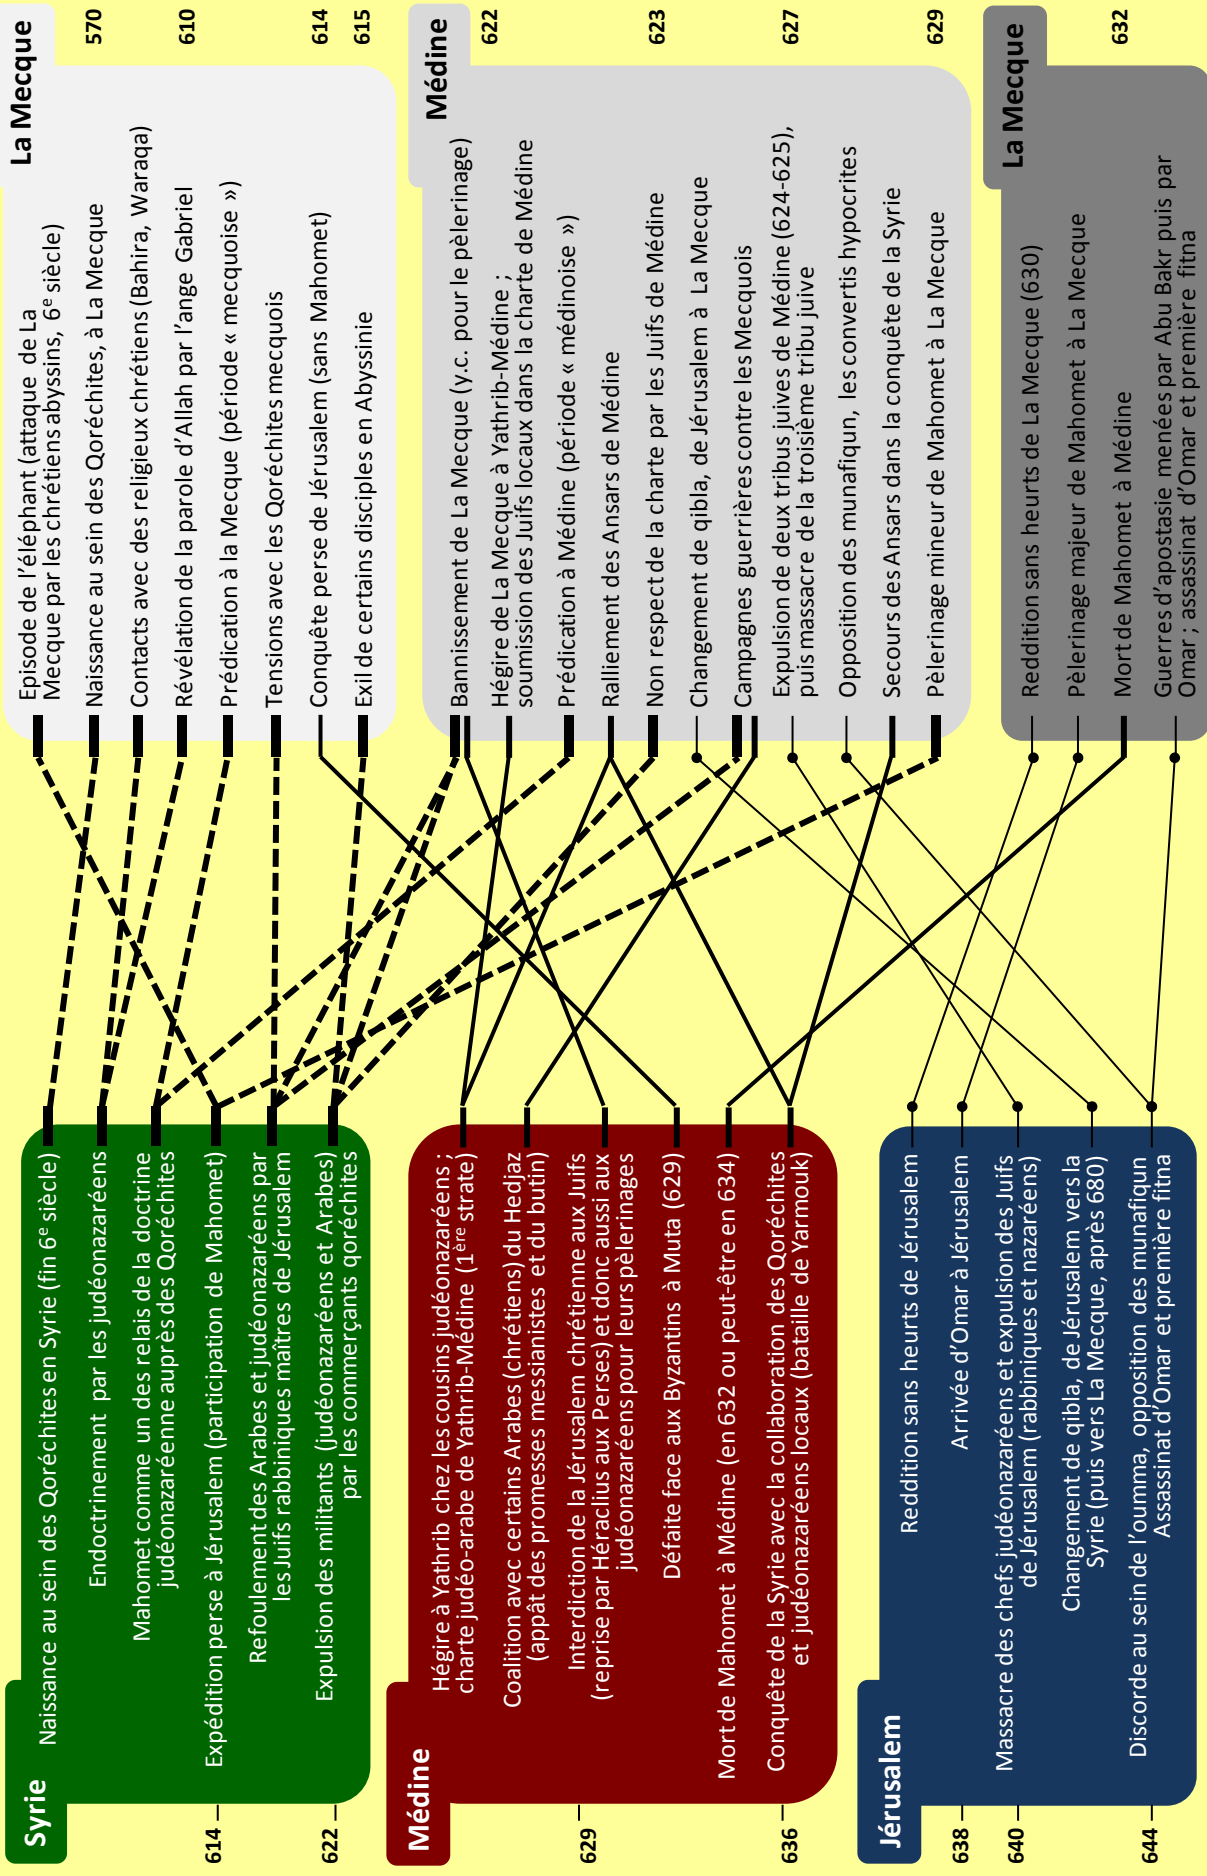 Syrie
Naissance au sein des Qoréchites en Syrie (fin 6e siècle)
Endoctrinement par les judéonazaréens
Mahomet comme un des relais de la doctrine
judéonazaréenne auprès des Qoréchites
614
Expédition perse à Jérusalem (participation de Mahomet)
Refoulement des Arabes et judéonazaréens par
les Juifs rabbiniques maîtres de Jérusalem
622
Expulsion des militants (judéonazaréens et Arabes)
par les commerçants qoréchites
Médine
Hégire à Yathrib chez les cousins judéonazaréens ;
charte judéo-arabe de Yathrib-Médine (1ère strate)
Coalition avec certains Arabes (chrétiens) du Hedjaz
(appât des promesses messianistes et du butin)
629
Interdiction de la Jérusalem chrétienne aux Juifs
(reprise par Héraclius aux Perses) et donc aussi aux
judéonazaréens pour leurs pèlerinages
Défaite face aux Byzantins à Muta (629)
Mort de Mahomet à Médine (en 632 ou peut-être en 634)
636
Conquête de la Syrie avec la collaboration des Qoréchites
et judéonazaréens locaux (bataille de Yarmouk)
Jérusalem
Reddition sans heurts de Jérusalem
638
Arrivée d'Omar à Jérusalem
640
Massacre des chefs judéonazaréens et expulsion des Juifs
de Jérusalem (rabbiniques et nazaréens)
Changement de qibla, de Jérusalem vers la
Syrie (puis vers La Mecque, après 680)
644
Discorde au sein de l'oumma, opposition des munafiqun
Assassinat d'Omar et première fitna
La Mecque
Episode de l'éléphant (attaque de La
Mecque par les chrétiens abyssins, 6e siècle)
Naissance au sein des Qoréchites, à La Mecque
570
Contacts avec des religieux chrétiens (Bahira, Waraqa)
Révélation de la parole d'Allah par l'ange Gabriel
610
Prédication à la Mecque (période « mecquoise »)
Tensions avec les Qoréchites mecquois
Conquête perse de Jérusalem (sans Mahomet)
614
Exil de certains disciples en Abyssinie
615
Médine
Bannissement de La Mecque (y.c. pour le pèlerinage)
622
Hégire de La Mecque à Yathrib-Médine ;
soumission des Juifs locaux dans la charte de Médine
Prédication à Médine (période « médinoise »)
Ralliement des Ansars de Médine
Non respect de la charte par les Juifs de Médine
623
Changement de qibla, de Jérusalem à La Mecque
Campagnes guerrières contre les Mecquois
Expulsion de deux tribus juives de Médine (624-625),
puis massacre de la troisième tribu juive
627
Opposition des munafiqun, les convertis hypocrites
Secours des Ansars dans la conquête de la Syrie
Pèlerinage mineur de Mahomet à La Mecque
629
La Mecque
Reddition sans heurts de La Mecque (630)
Pèlerinage majeur de Mahomet à La Mecque
Mort de Mahomet à Médine
632
Guerres d'apostasie menées par Abu Bakr puis par
Omar ; assassinat d'Omar et première fitna